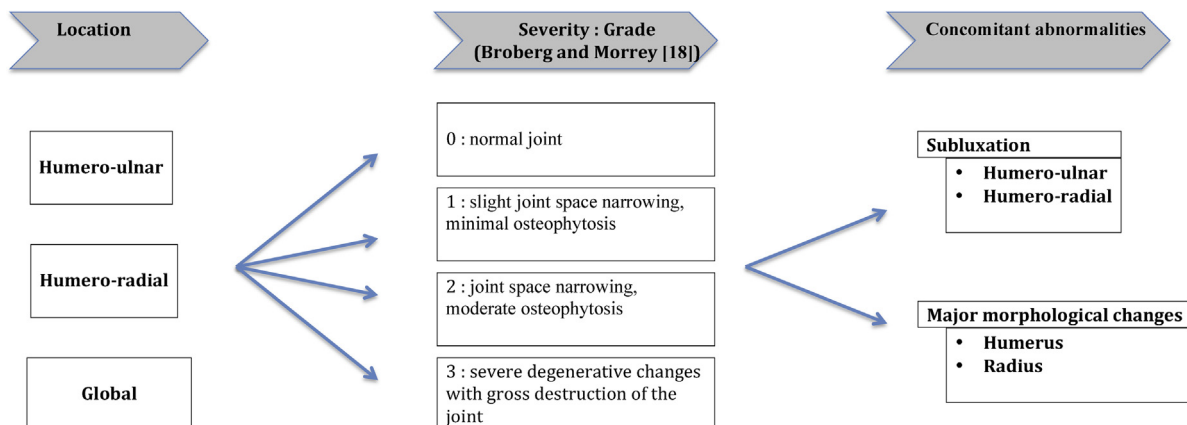 Location
Severity : Grade
(Broberg and Morrey [18])
Concomitant abnormalities
Humero-ulnar
Humero-radial
Global
0 : normal joint
1 : slight joint space narrowing,
minimal osteophytosis
2 : joint space narrowing,
moderate osteophytosis
3 : severe degenerative changes
with gross destruction of the
joint
Subluxation
• Humero-ulnar
• Humero-radial
Major morphological changes
• Humerus
• Radius